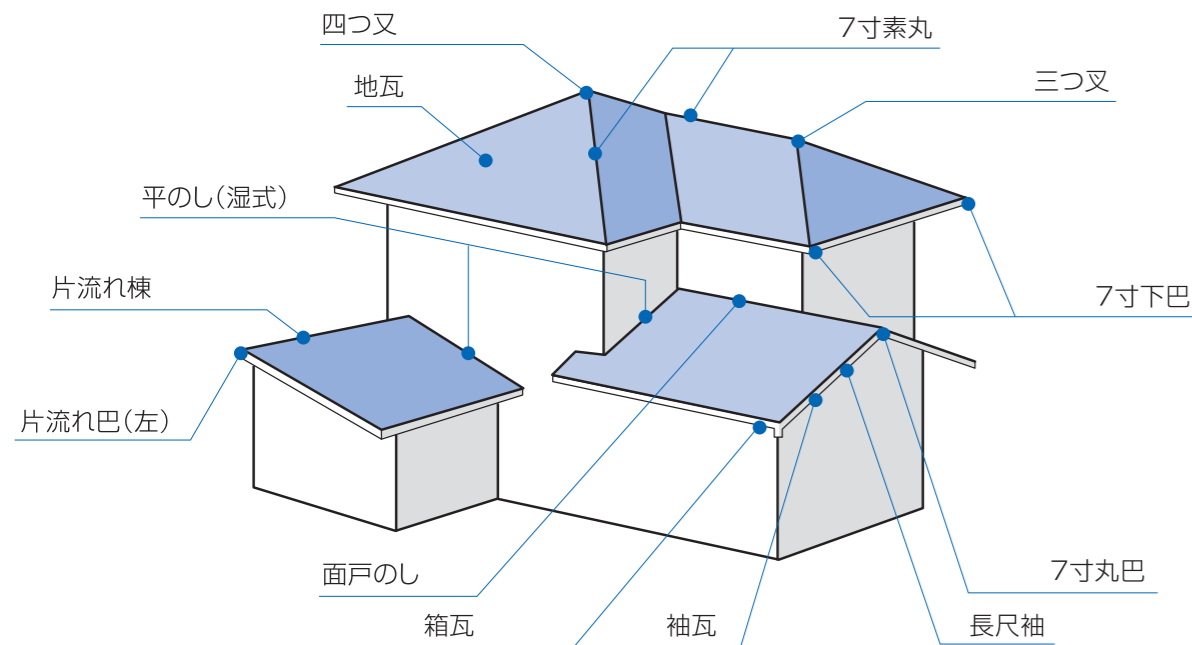 四つ又
7寸素丸
地瓦
三つ叉
平のし（湿式）
片流れ棟
7寸下巴
片流れ巴（左）
面戸のし
7寸丸巴
箱瓦
袖瓦
長尺袖